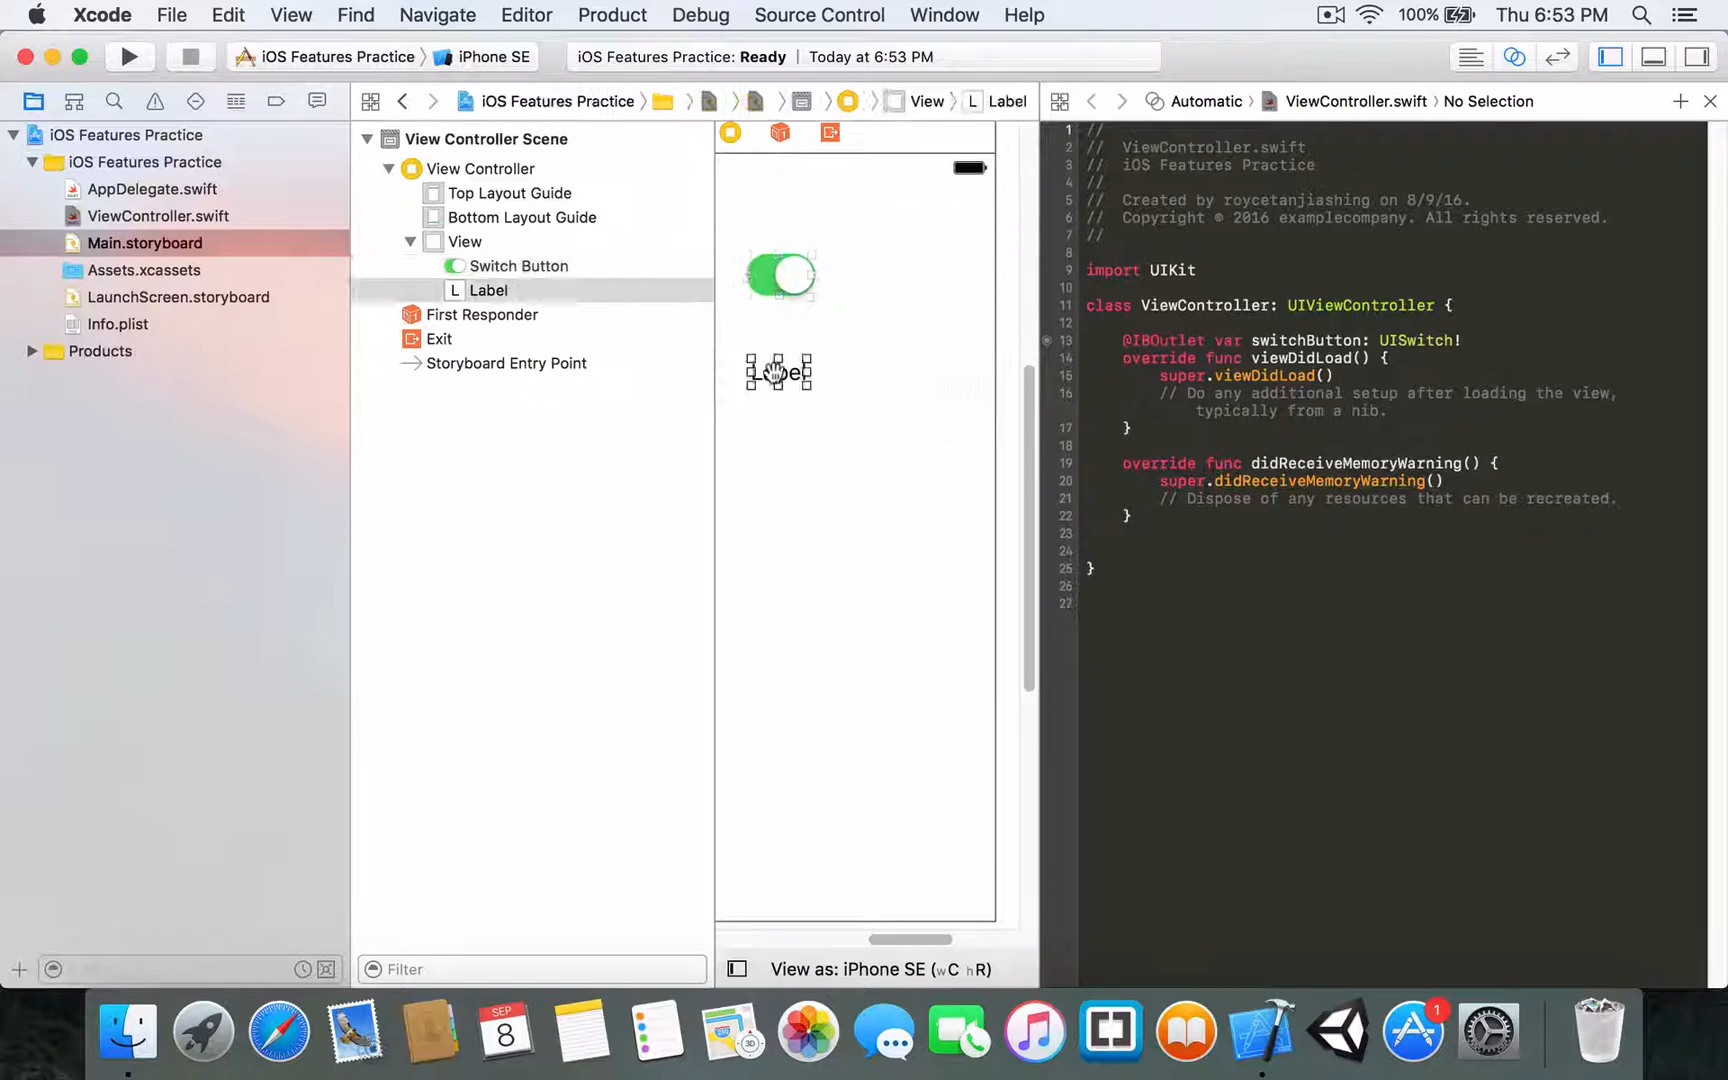 Xcode File Edit View Find Navigate Editor Product Debug Source Control Window Help 100% Thu 6:53 PM
iOS Features Practice iPhone SE iOS Features Practice: Ready Today at 6:53 PM
iOS Features Practice View L Label Automatic ViewController.swift No Selection
iOS Features Practice
iOS Features Practice
AppDelegate.swift
ViewController.swift
Main.storyboard
Assets.xcassets
LaunchScreen.storyboard
Info.plist
Products
View Controller Scene
View Controller
Top Layout Guide
Bottom Layout Guide
View
Switch Button
L Label
First Responder
Exit
Storyboard Entry Point
Filter
View as: iPhone SE (wC hR)
1 //
2 // ViewController.swift
3 // iOS Features Practice
4 //
5 // Created by roycetanjiashing on 8/9/16.
6 // Copyright © 2016 examplecompany. All rights reserved.
7 //
8
9 import UIKit
10
11 class ViewController: UIViewController {
12
13 @IBOutlet var switchButton: UISwitch!
14 override func viewDidLoad() {
15 super.viewDidLoad()
16 // Do any additional setup after loading the view,
typically from a nib.
17 }
18
19 override func didReceiveMemoryWarning() {
20 super.didReceiveMemoryWarning()
21 // Dispose of any resources that can be recreated.
22 }
23
24
25 }
26
27
SEP
8
3D
1